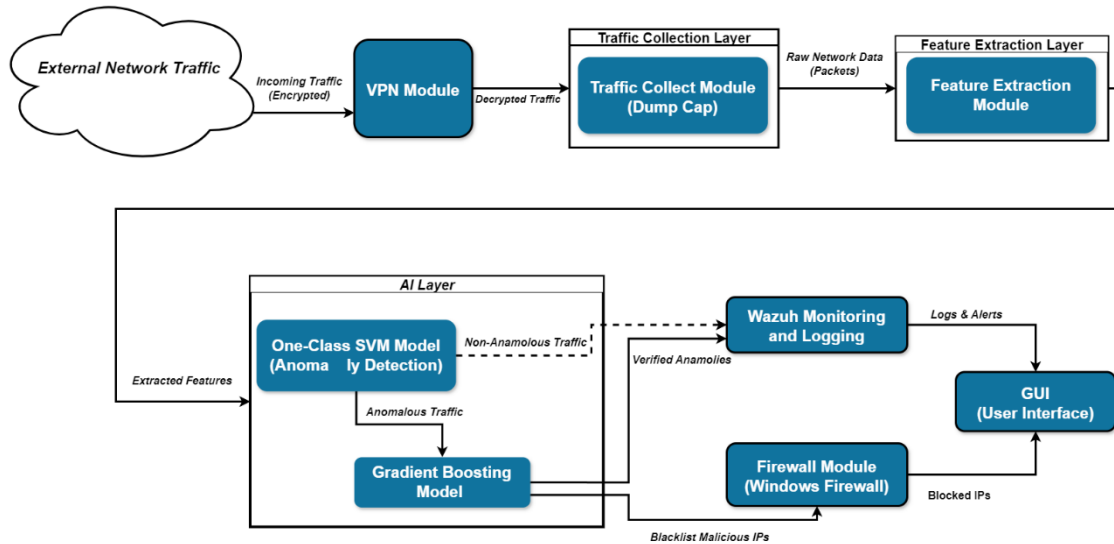 Traffic Collection Layer
Feature Extraction Layer
External Network Traffic
Incoming Traffic
(Encrypted)
VPN Module
Decrypted Traffic
Traffic Collect Module
(Dump Cap)
Raw Network Data
(Packets)
Feature Extraction
Module
AI Layer
One-Class SVM Model
(Anoma ly Detection)
Non-Anamolous Traffic
Wazuh Monitoring
and Logging
Logs & Alerts
Verified Anamolies
Extracted Features
Anomalous Traffic
GUI
(User Interface)
Gradient Boosting
Model
Firewall Module
(Windows Firewall)
Blocked IPs
Blacklist Malicious IPs